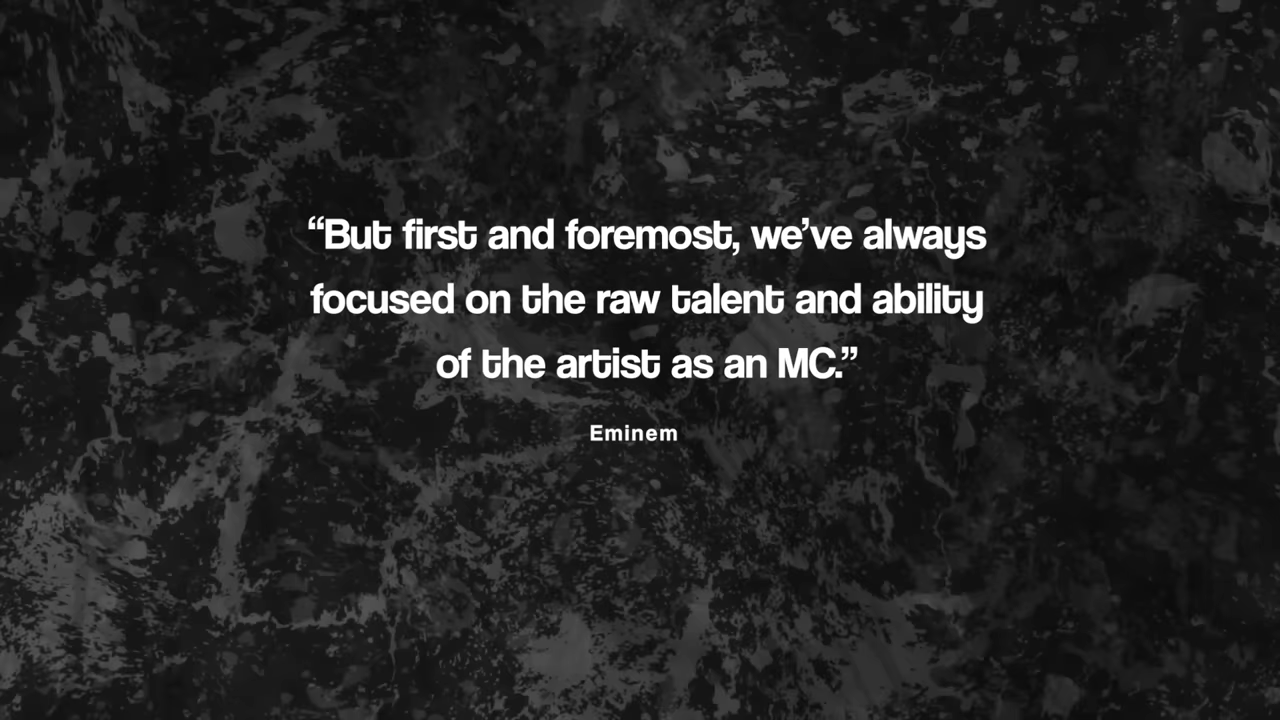 “But first and foremost, we’ve always
focused on the raw talent and ability
of the artist as an MC.”
Eminem